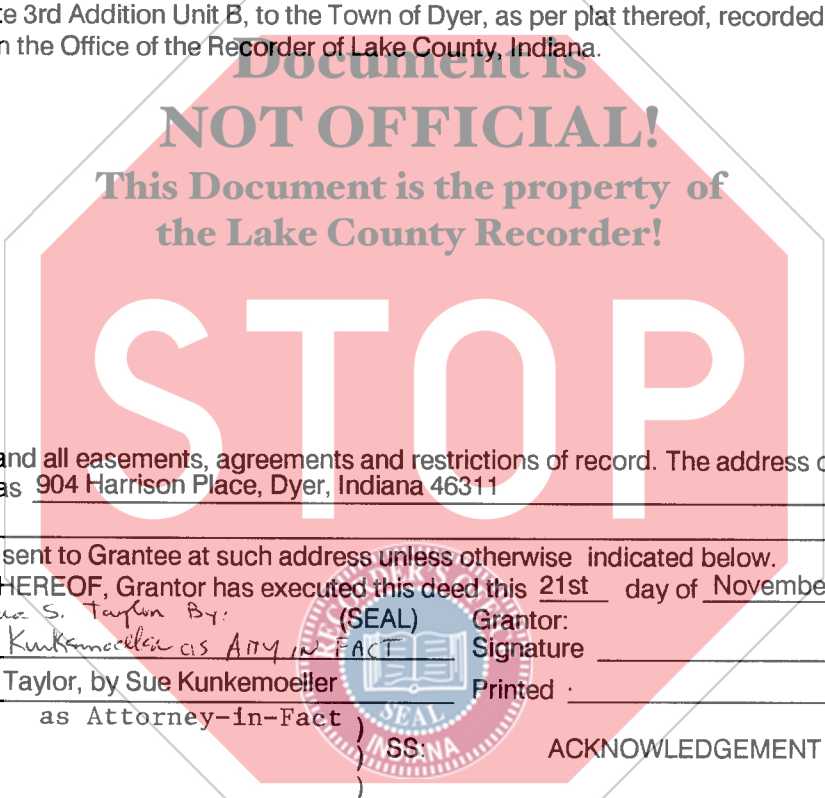 te 3rd Addition Unit B, to the Town of Dyer, as per plat thereof, recorded
n the Office of the Recorder of Lake County, Indiana.
Document is
NOT OFFICIAL!
This Document is the property of
the Lake County Recorder!
STOP
and all easements, agreements and restrictions of record. The address o
as 904 Harrison Place, Dyer, Indiana 46311
sent to Grantee at such address unless otherwise indicated below.
HEREOF, Grantor has executed this deed this 21st day of Novembe
S. Taylor By: (SEAL) Grantor:
Kunkemoeller as Atty IN FACT Signature
Taylor, by Sue Kunkemoeller Printed
as Attorney-in-Fact )
) SS: ACKNOWLEDGEMENT
)
RECORDER'S OFFICE
SEAL
INDIANA